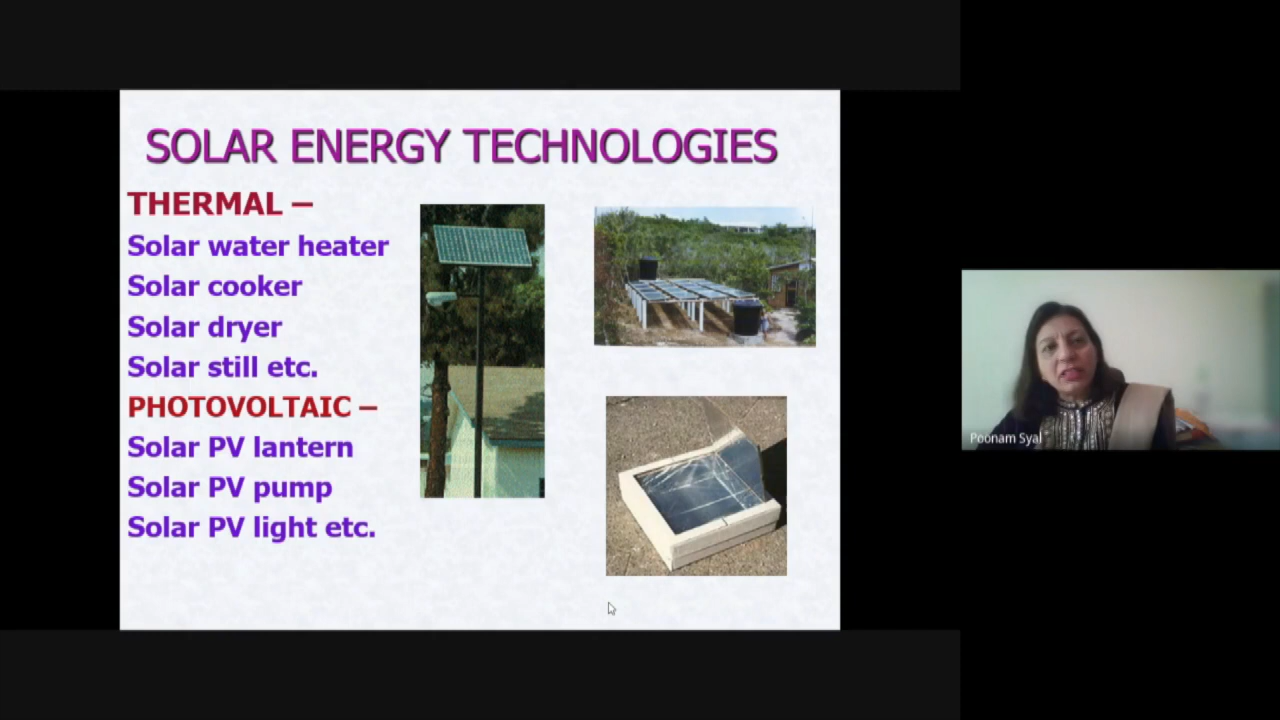 SOLAR ENERGY TECHNOLOGIES
THERMAL –
Solar water heater
Solar cooker
Solar dryer
Solar still etc.
PHOTOVOLTAIC –
Solar PV lantern
Solar PV pump
Solar PV light etc.
Poonam Syal